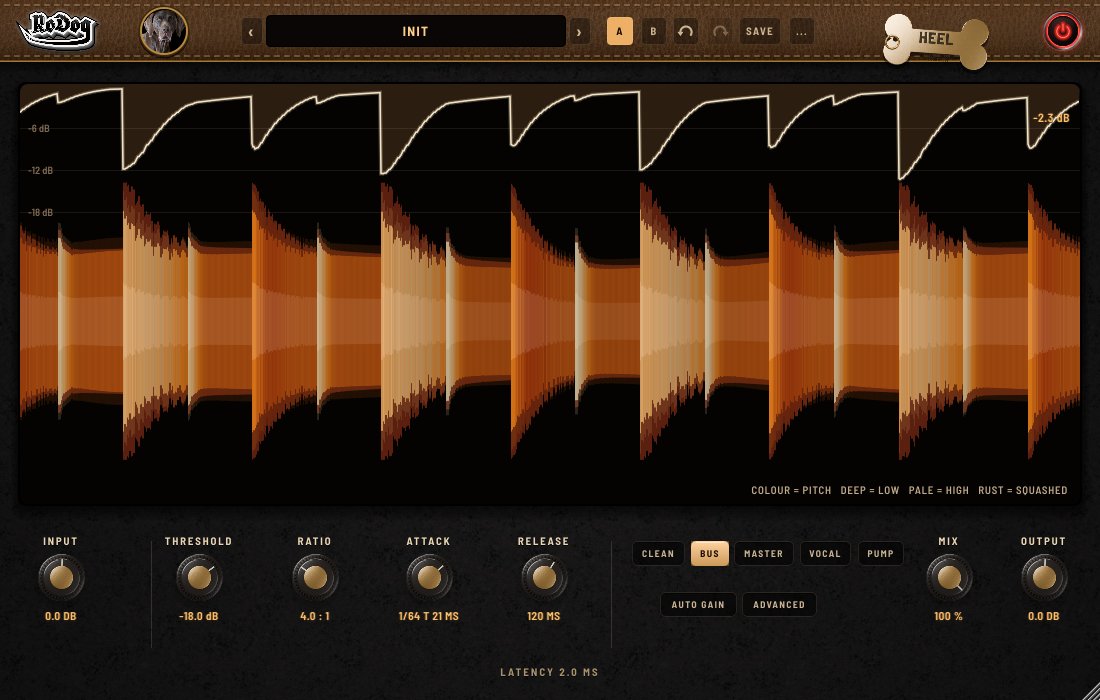 RoDog
‹ INIT › A B SAVE ... HEEL
-2.3 dB
-6 dB
-12 dB
-18 dB
COLOUR = PITCH DEEP = LOW PALE = HIGH RUST = SQUASHED
INPUT THRESHOLD RATIO ATTACK RELEASE MIX OUTPUT
CLEAN BUS MASTER VOCAL PUMP
AUTO GAIN ADVANCED
0.0 DB -18.0 dB 4.0 : 1 1/64 T 21 MS 120 MS 100 % 0.0 DB
LATENCY 2.0 MS